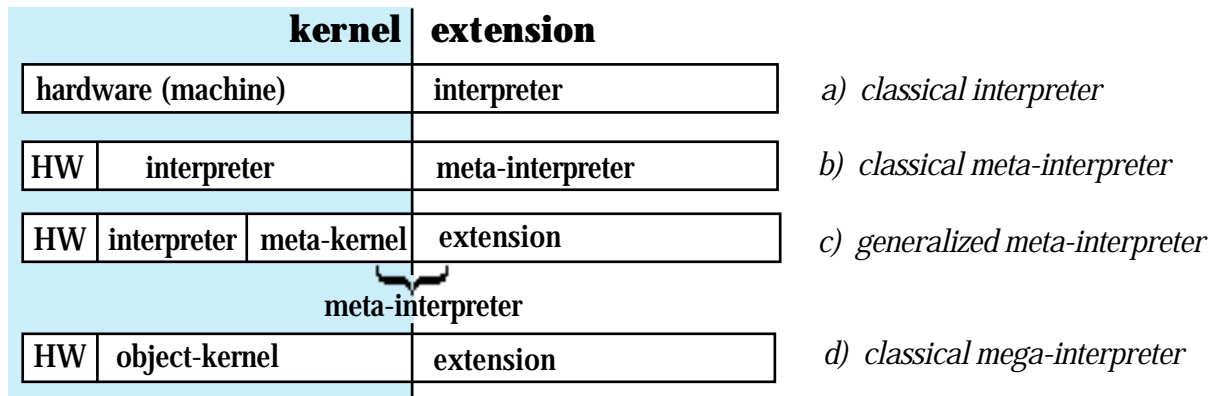 kernel extension
hardware (machine) interpreter a) classical interpreter
HW interpreter meta-interpreter b) classical meta-interpreter
HW interpreter meta-kernel extension c) generalized meta-interpreter
meta-interpreter
HW object-kernel extension d) classical mega-interpreter